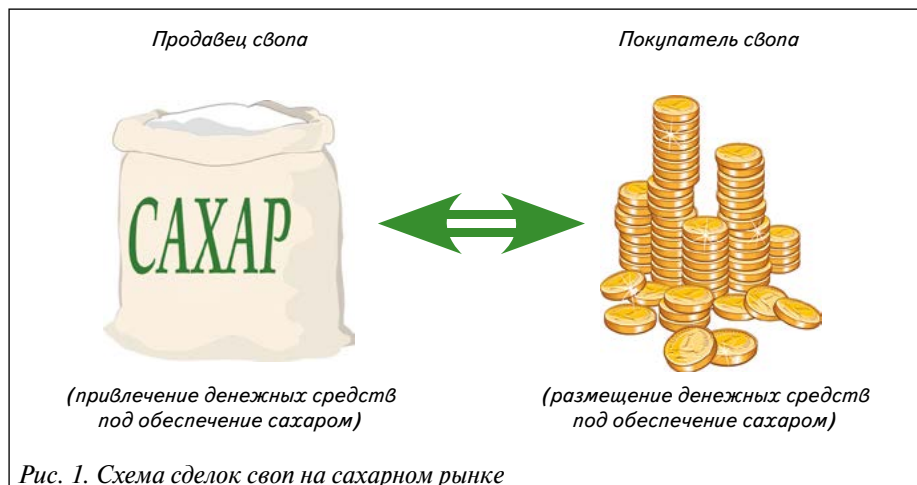 Продавец свопа
Покупатель свопа
САХАР
(привлечение денежных средств
под обеспечение сахаром)
(размещение денежных средств
под обеспечение сахаром)
Рис. 1. Схема сделок своп на сахарном рынке